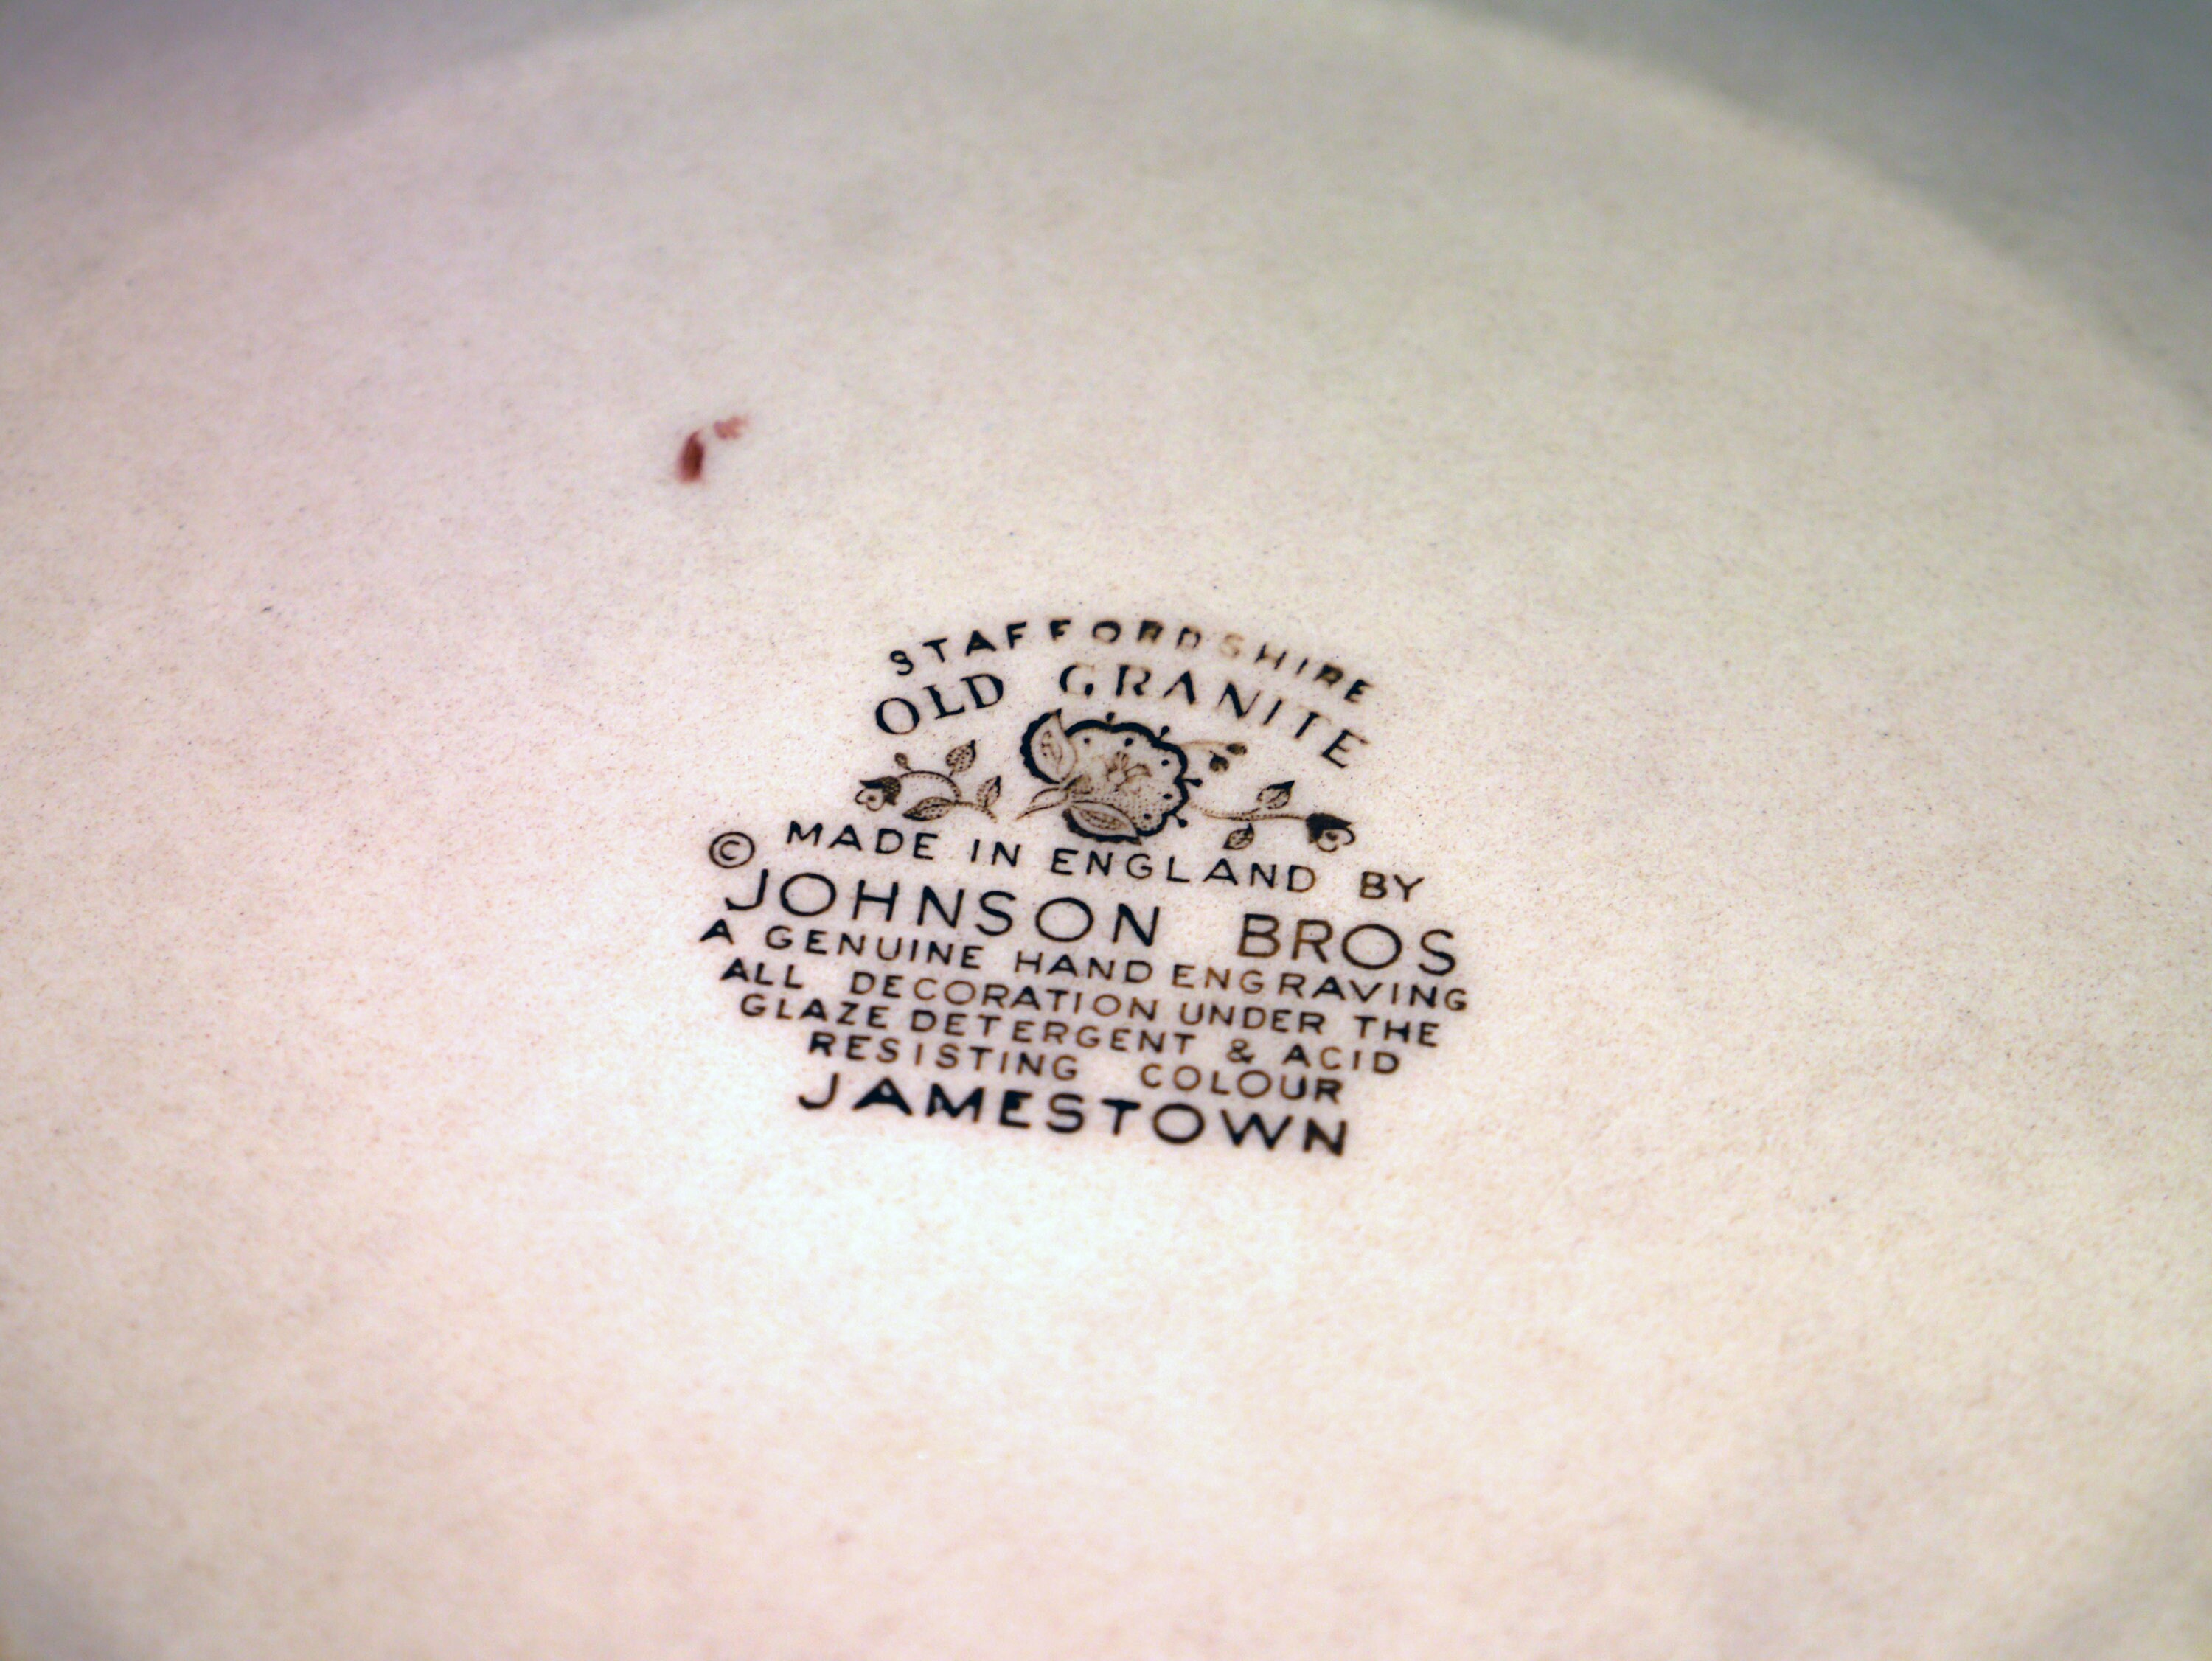 STAFFORDSHIRE
OLD GRANITE
© MADE IN ENGLAND BY
JOHNSON BROS
A GENUINE HAND ENGRAVING
ALL DECORATION UNDER THE
GLAZE DETERGENT & ACID
RESISTING COLOUR
JAMESTOWN